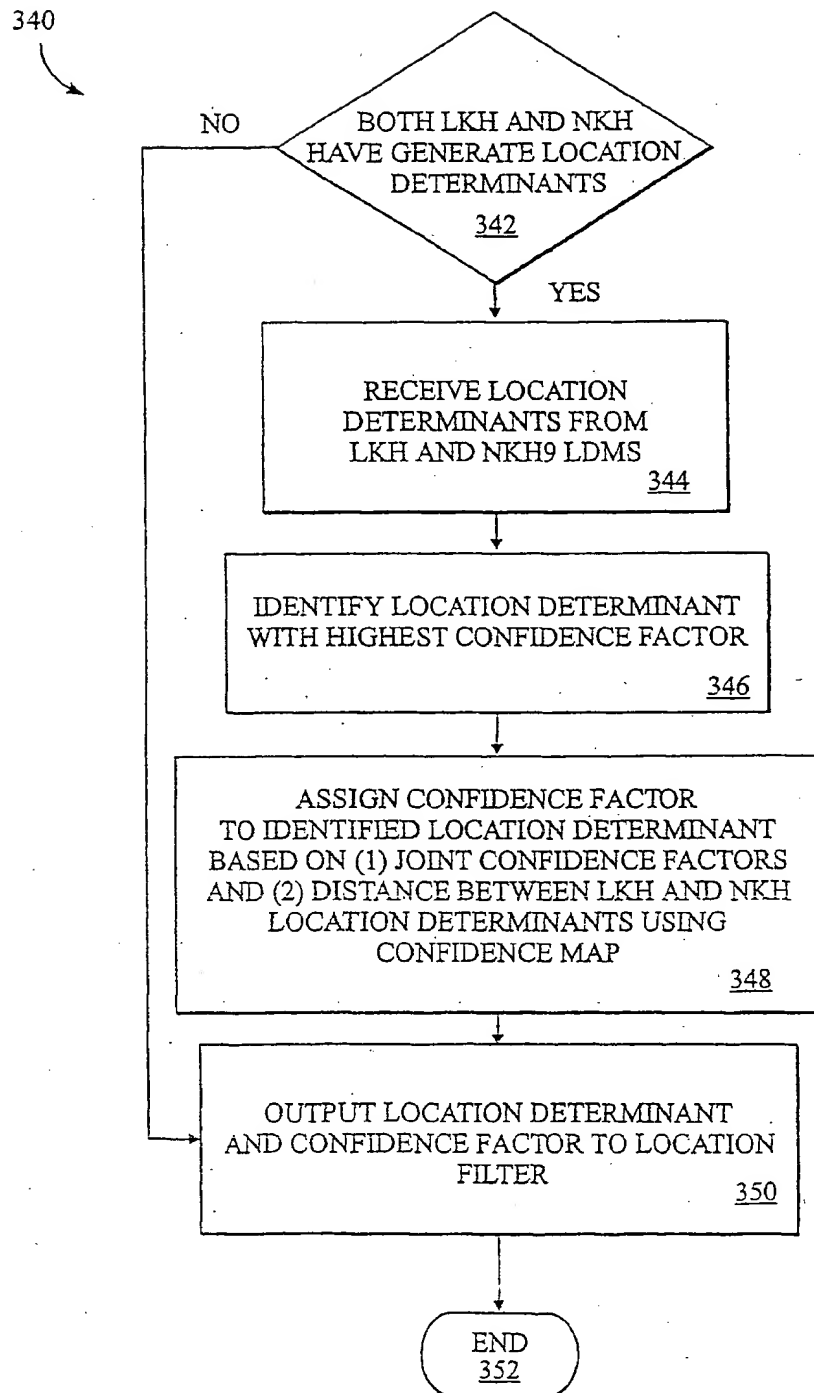 340
NO
BOTH LKH AND NKH
HAVE GENERATE LOCATION
DETERMINANTS
342
YES
RECEIVE LOCATION
DETERMINANTS FROM
LKH AND NKH9 LDMS
344
IDENTIFY LOCATION DETERMINANT
WITH HIGHEST CONFIDENCE FACTOR
346
ASSIGN CONFIDENCE FACTOR
TO IDENTIFIED LOCATION DETERMINANT
BASED ON (1) JOINT CONFIDENCE FACTORS
AND (2) DISTANCE BETWEEN LKH AND NKH
LOCATION DETERMINANTS USING
CONFIDENCE MAP
348
OUTPUT LOCATION DETERMINANT
AND CONFIDENCE FACTOR TO LOCATION
FILTER
350
END
352